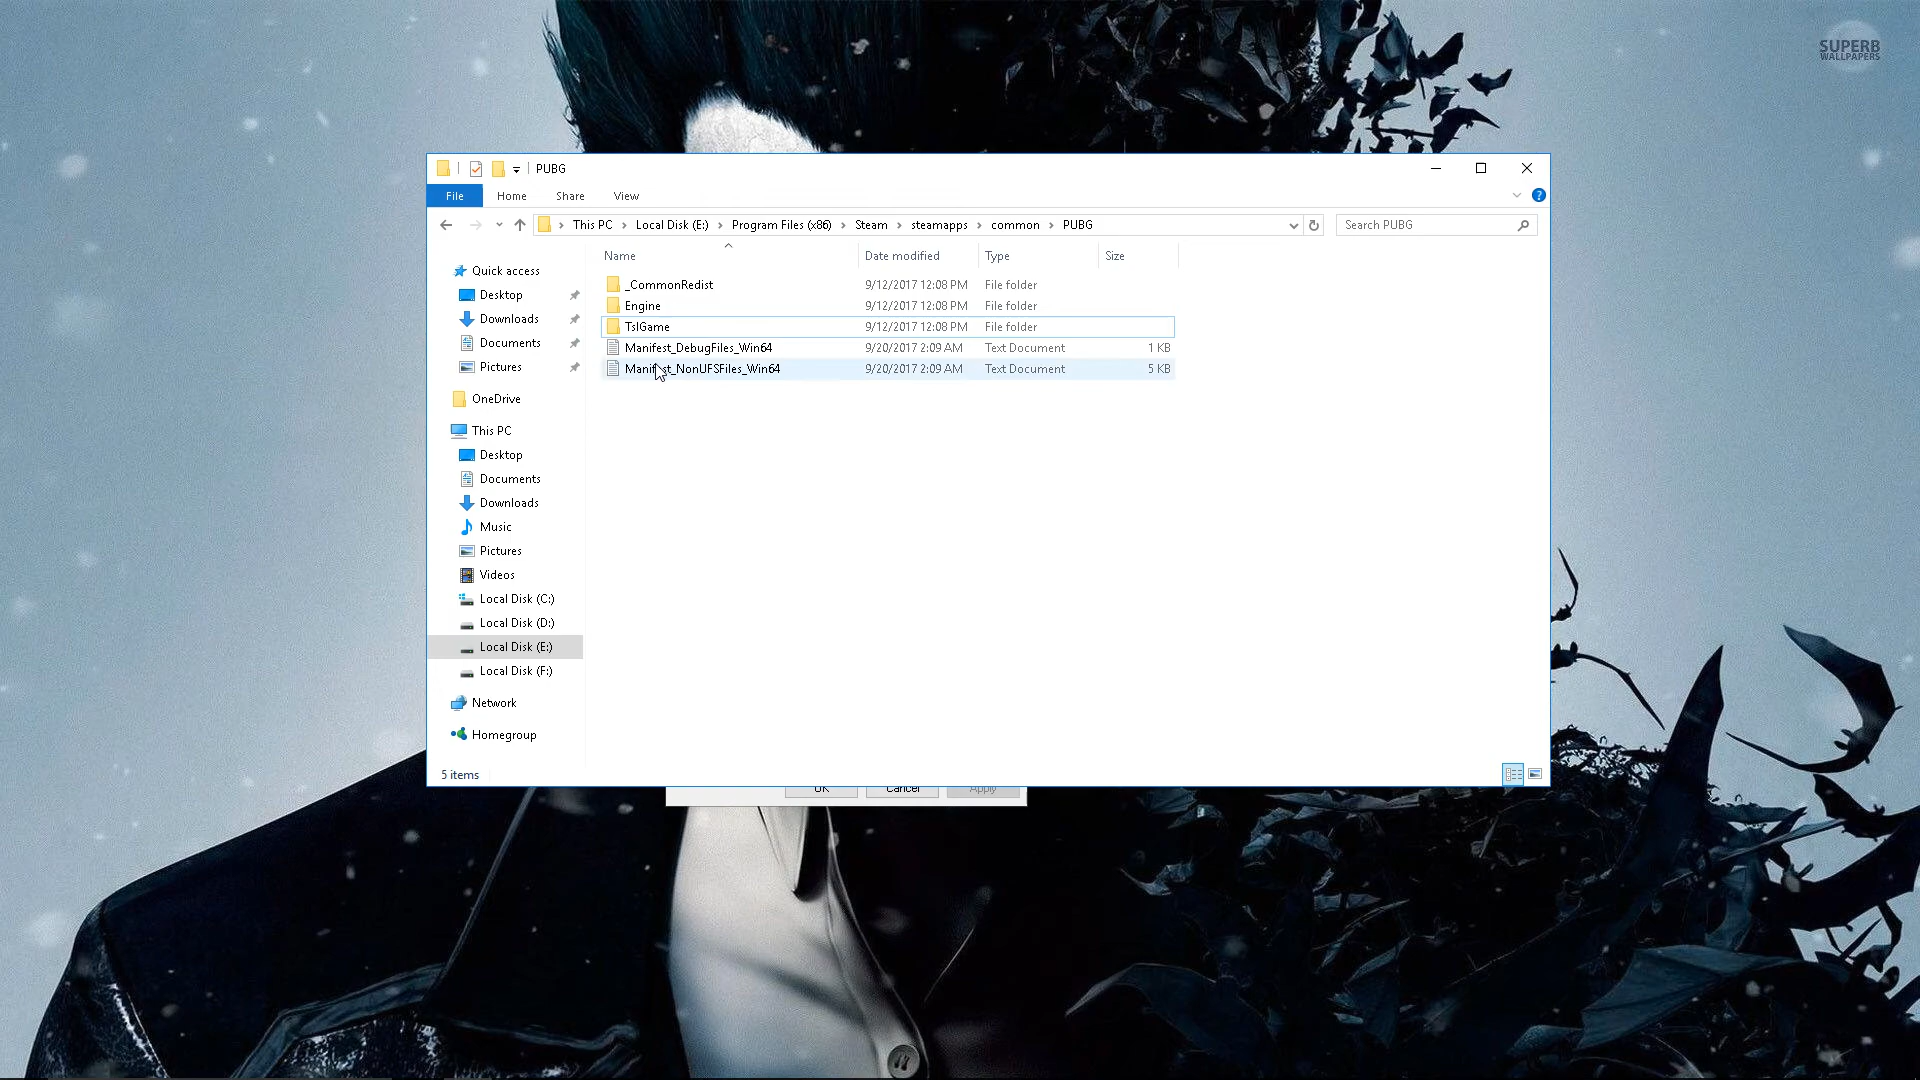 SUPERB
WALLPAPERS
PUBG
File Home Share View
This PC Local Disk (E:) Program Files (x86) Steam steamapps common PUBG
Search PUBG
Name Date modified Type Size
_CommonRedist 9/12/2017 12:08 PM File folder
Engine 9/12/2017 12:08 PM File folder
TslGame 9/12/2017 12:08 PM File folder
Manifest_DebugFiles_Win64 9/20/2017 2:09 AM Text Document 1 KB
Manifest_NonUFSFiles_Win64 9/20/2017 2:09 AM Text Document 5 KB
Quick access
Desktop
Downloads
Documents
Pictures
OneDrive
This PC
Desktop
Documents
Downloads
Music
Pictures
Videos
Local Disk (C:)
Local Disk (D:)
Local Disk (E:)
Local Disk (F:)
Network
Homegroup
5 items
OK Cancel Apply